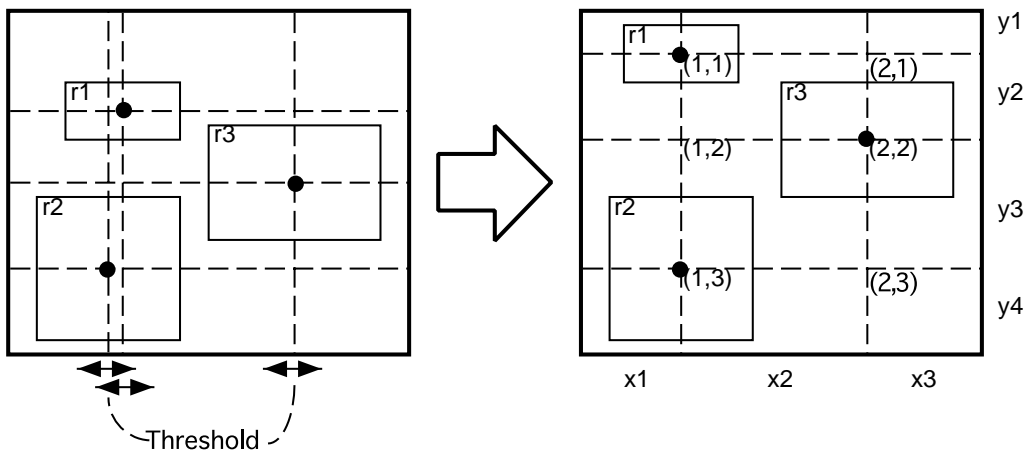 r1
r3
r2
Threshold
r1
(1,1)
(2,1)
r3
(1,2)
(2,2)
r2
(1,3)
(2,3)
y1
y2
y3
y4
x1 x2 x3